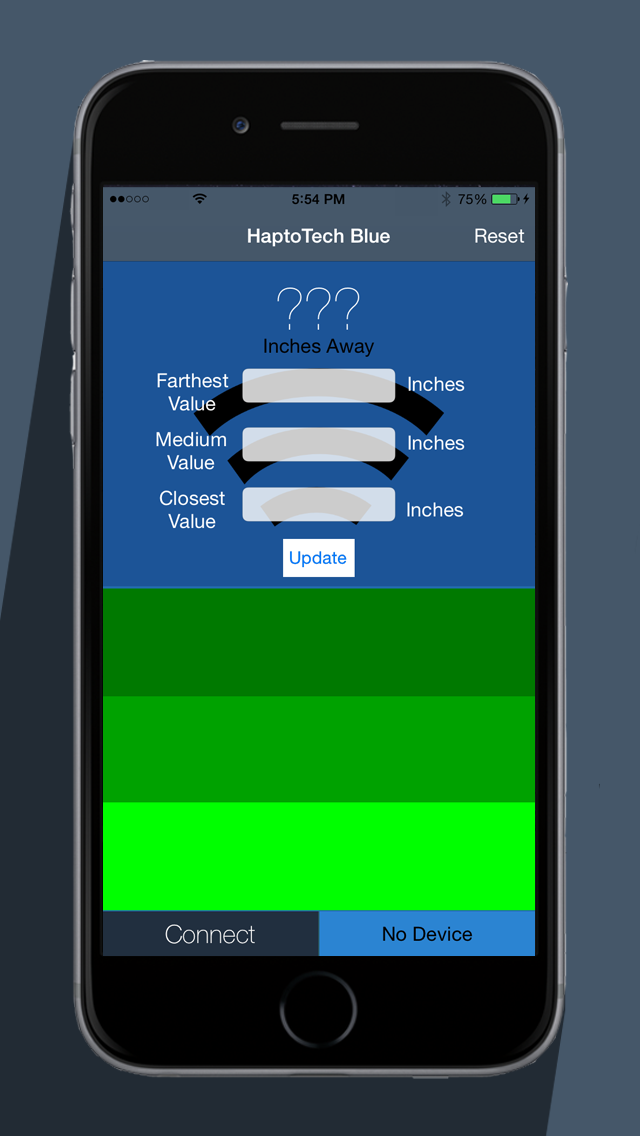 5:54 PM
75%
HaptoTech Blue
Reset
???
Inches Away
Farthest
Value
Inches
Medium
Value
Inches
Closest
Value
Inches
Update
Connect
No Device